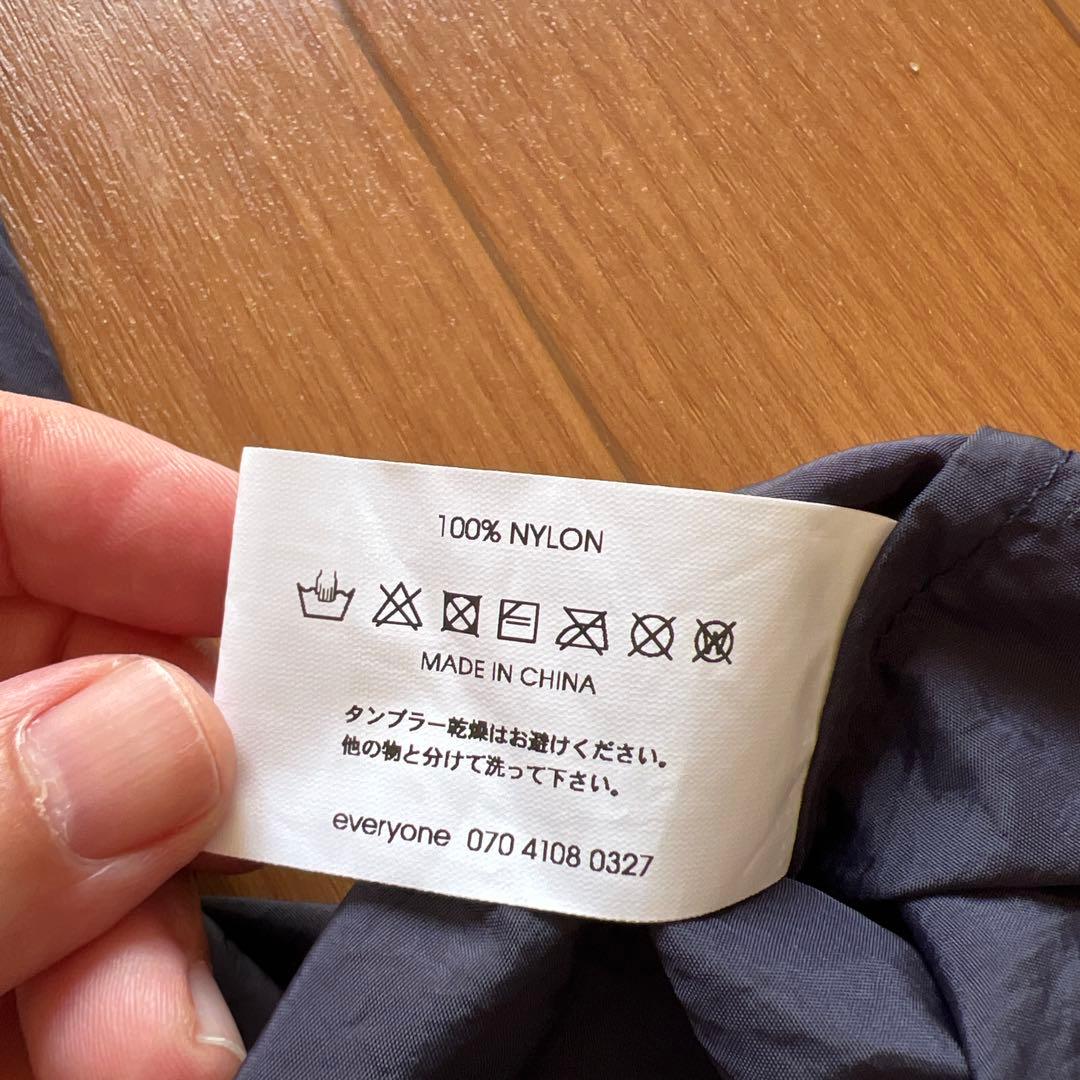 100% NYLON
W
MADE IN CHINA
タンブラー乾燥はお避けください。
他の物と分けて洗って下さい。
everyone 070 4108 0327